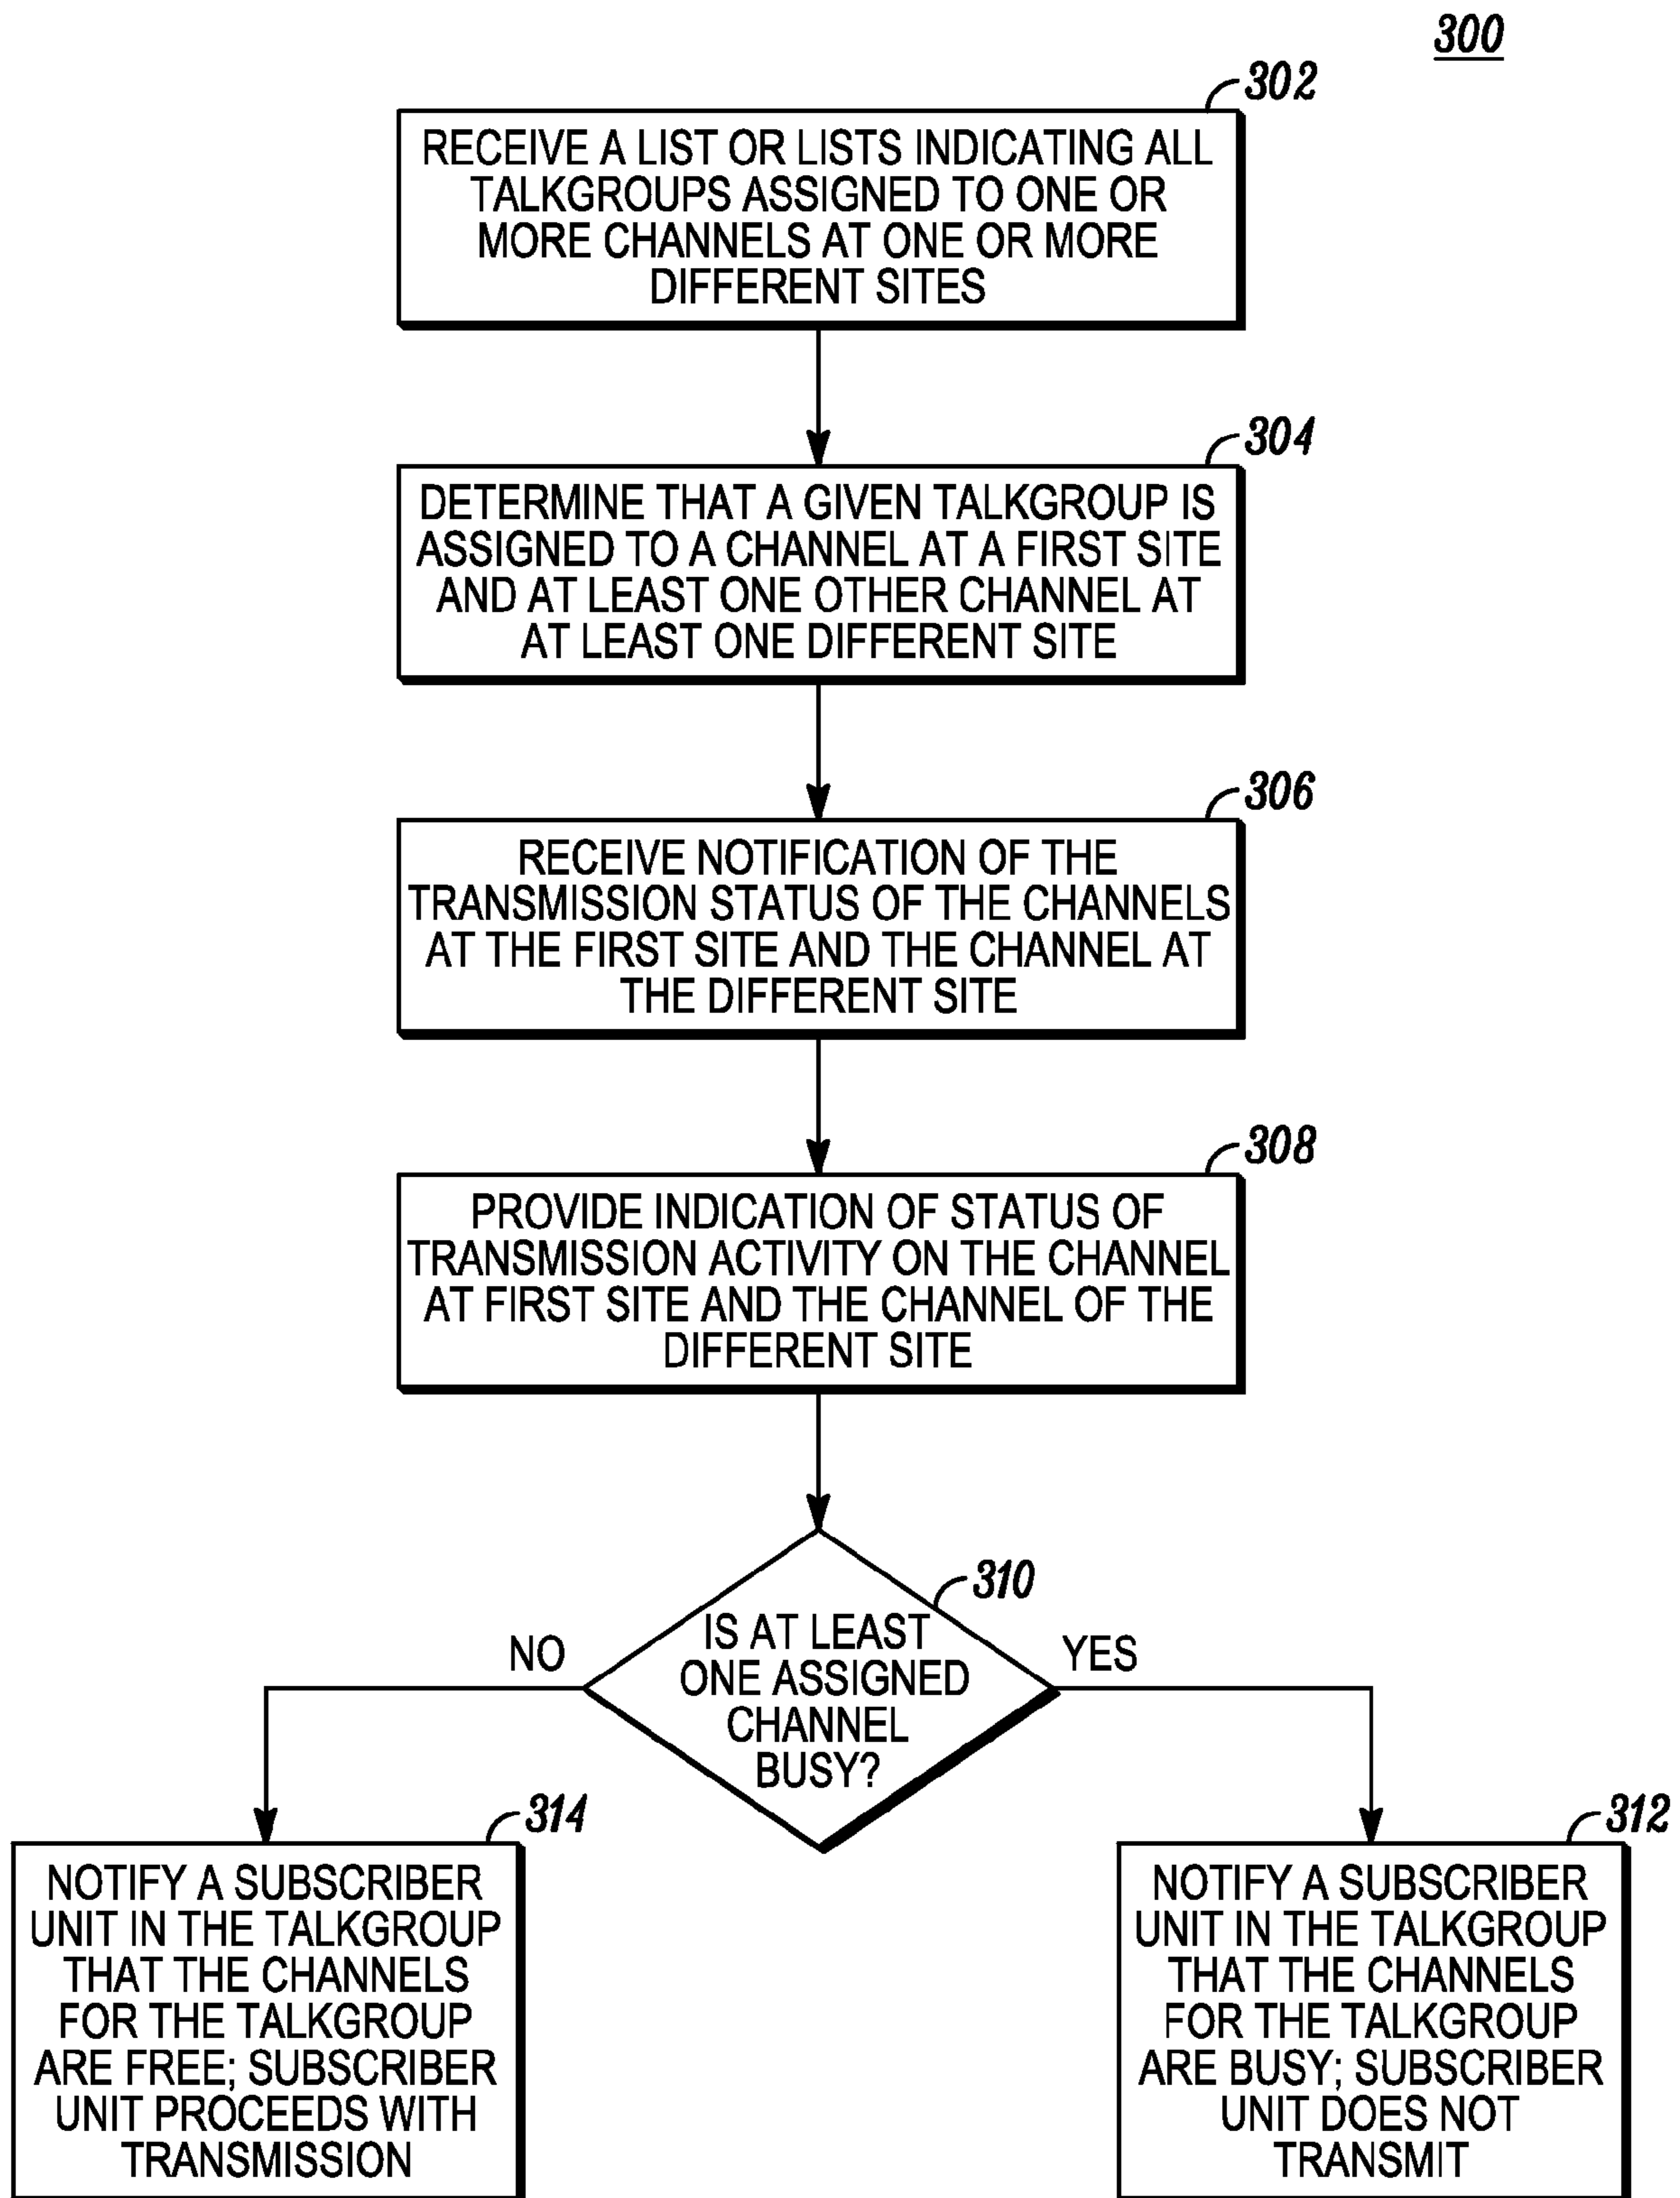 300
302
RECEIVE A LIST OR LISTS INDICATING ALL
TALKGROUPS ASSIGNED TO ONE OR
MORE CHANNELS AT ONE OR MORE
DIFFERENT SITES
304
DETERMINE THAT A GIVEN TALKGROUP IS
ASSIGNED TO A CHANNEL AT A FIRST SITE
AND AT LEAST ONE OTHER CHANNEL AT
AT LEAST ONE DIFFERENT SITE
306
RECEIVE NOTIFICATION OF THE
TRANSMISSION STATUS OF THE CHANNELS
AT THE FIRST SITE AND THE CHANNEL AT
THE DIFFERENT SITE
308
PROVIDE INDICATION OF STATUS OF
TRANSMISSION ACTIVITY ON THE CHANNEL
AT FIRST SITE AND THE CHANNEL OF THE
DIFFERENT SITE
310
IS AT LEAST
ONE ASSIGNED
CHANNEL
BUSY?
NO
YES
314
NOTIFY A SUBSCRIBER
UNIT IN THE TALKGROUP
THAT THE CHANNELS
FOR THE TALKGROUP
ARE FREE; SUBSCRIBER
UNIT PROCEEDS WITH
TRANSMISSION
312
NOTIFY A SUBSCRIBER
UNIT IN THE TALKGROUP
THAT THE CHANNELS
FOR THE TALKGROUP
ARE BUSY; SUBSCRIBER
UNIT DOES NOT
TRANSMIT